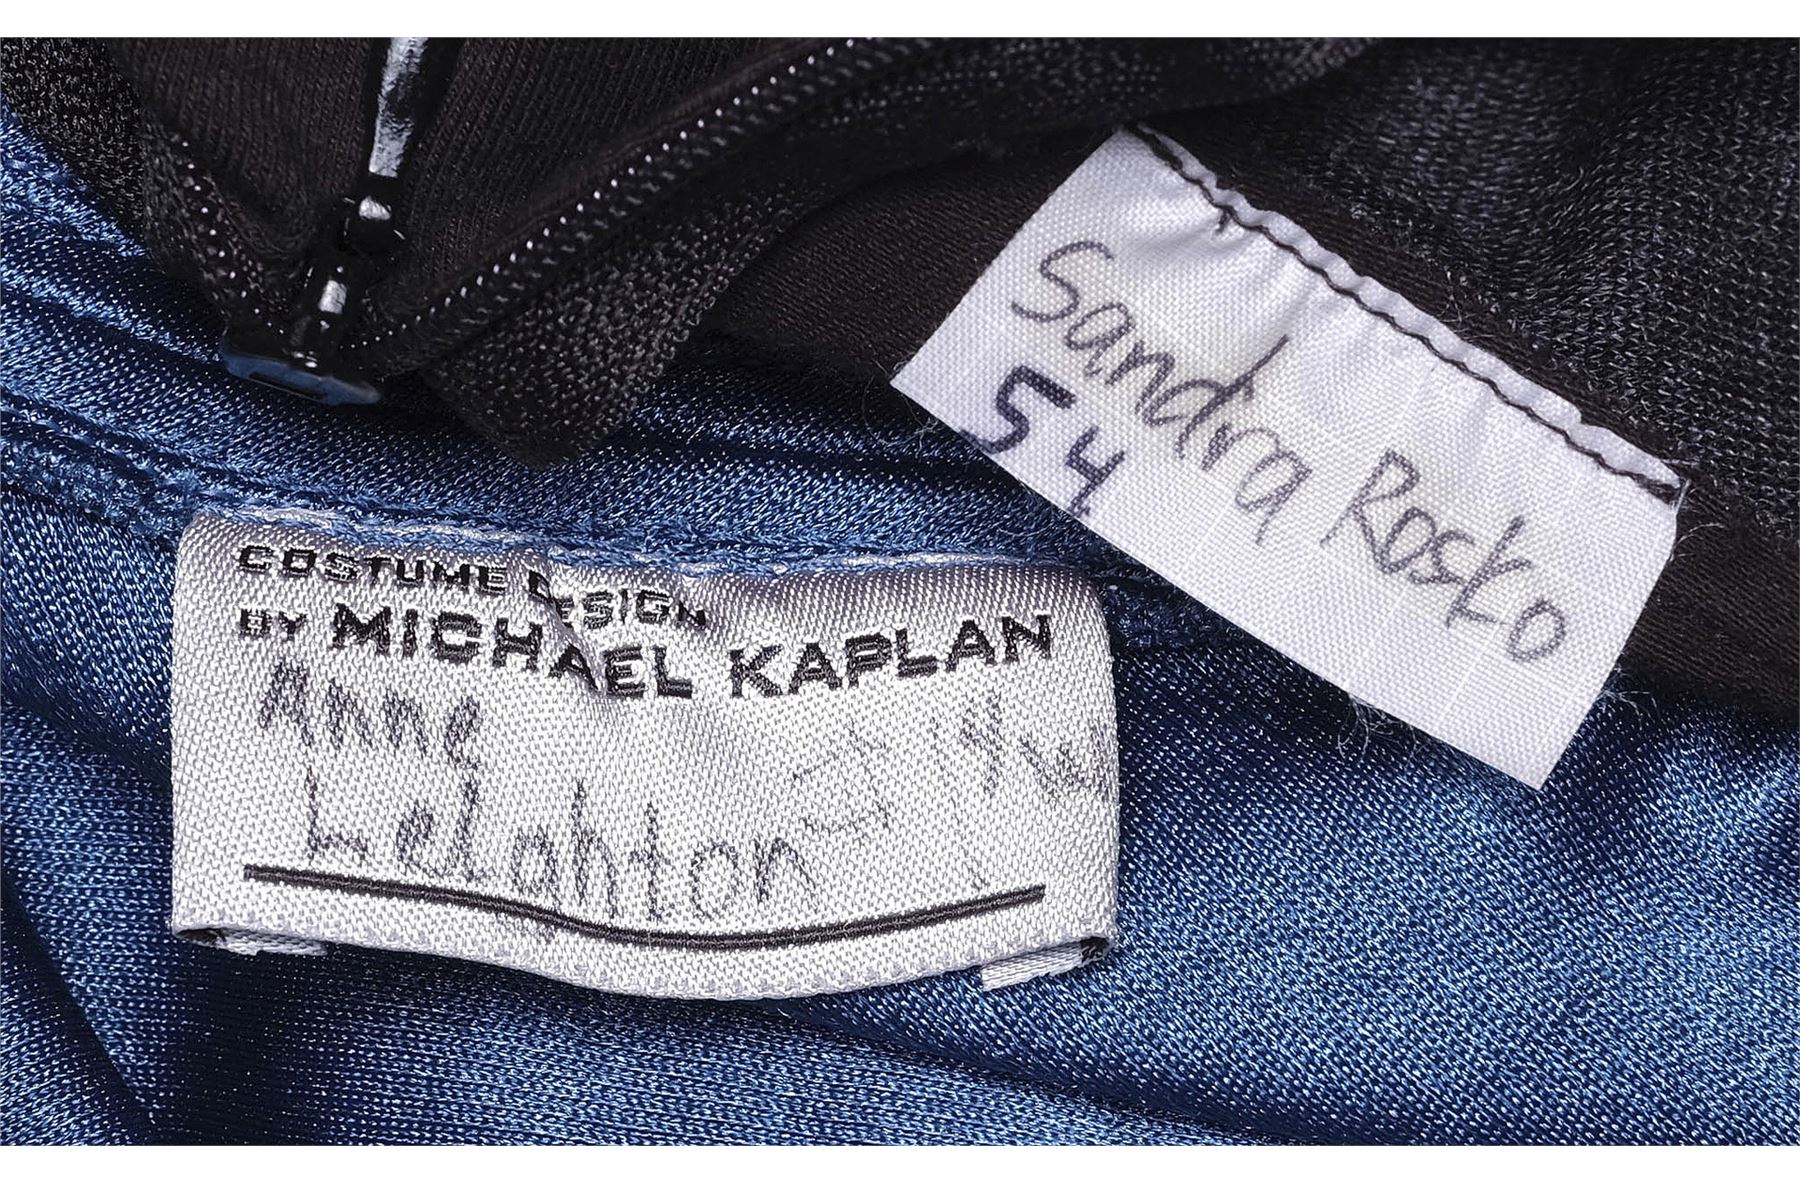 COSTUME DESIGN
BY MICHAEL KAPLAN
Anne
Leighton
Sandra Rosko
54